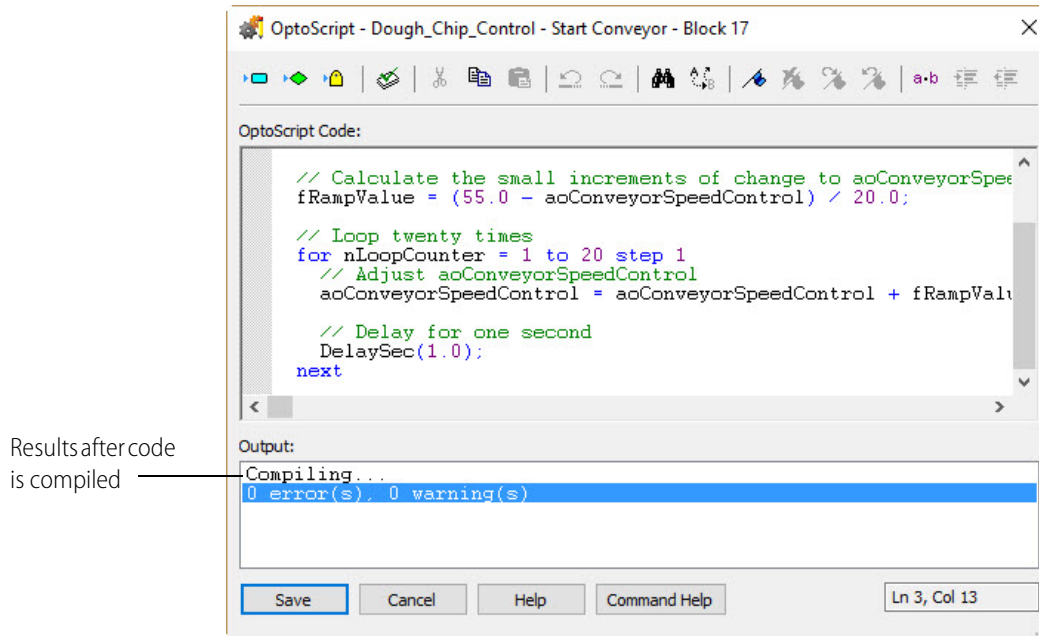 OptoScript - Dough_Chip_Control - Start Conveyor - Block 17
a•b
OptoScript Code:
// Calculate the small increments of change to aoConveyorSpee
fRampValue = (55.0 - aoConveyorSpeedControl) / 20.0;
// Loop twenty times
for nLoopCounter = 1 to 20 step 1
// Adjust aoConveyorSpeedControl
aoConveyorSpeedControl = aoConveyorSpeedControl + fRampValu
// Delay for one second
DelaySec(1.0);
next
Results after code
is compiled
Output:
Compiling...
0 error(s), 0 warning(s)
Save Cancel Help Command Help Ln 3, Col 13